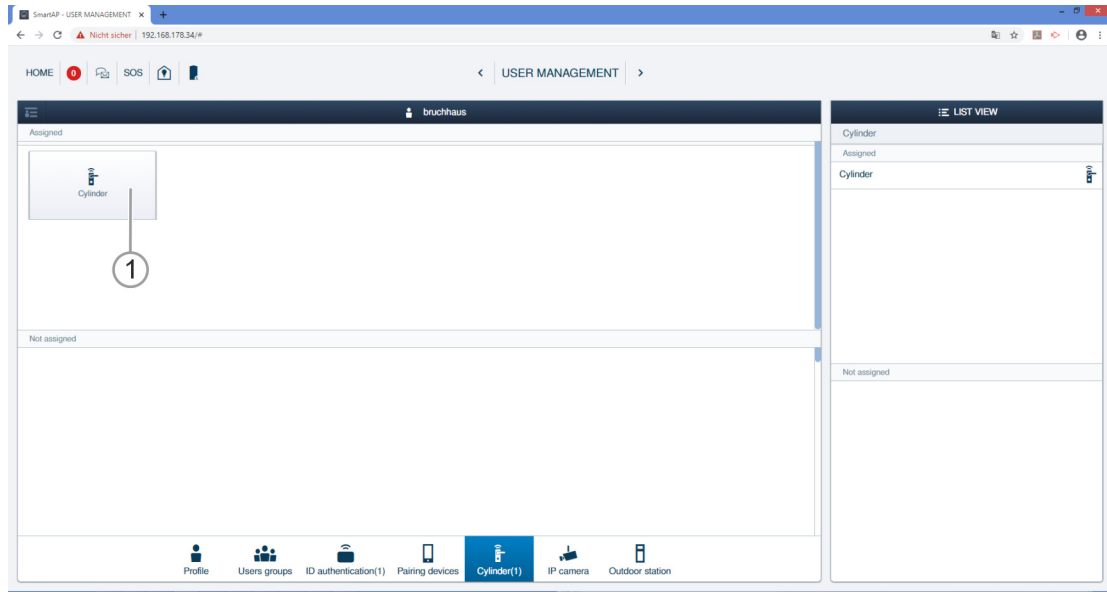 SmartAP - USER MANAGEMENT
Nicht sicher | 192.168.178.34/#
HOME 0 SOS < USER MANAGEMENT >
bruchhaus
Assigned
Cylinder
1
Not assigned
Profile Users groups ID authentication(1) Pairing devices Cylinder(1) IP camera Outdoor station
LIST VIEW
Cylinder
Assigned
Cylinder
Not assigned